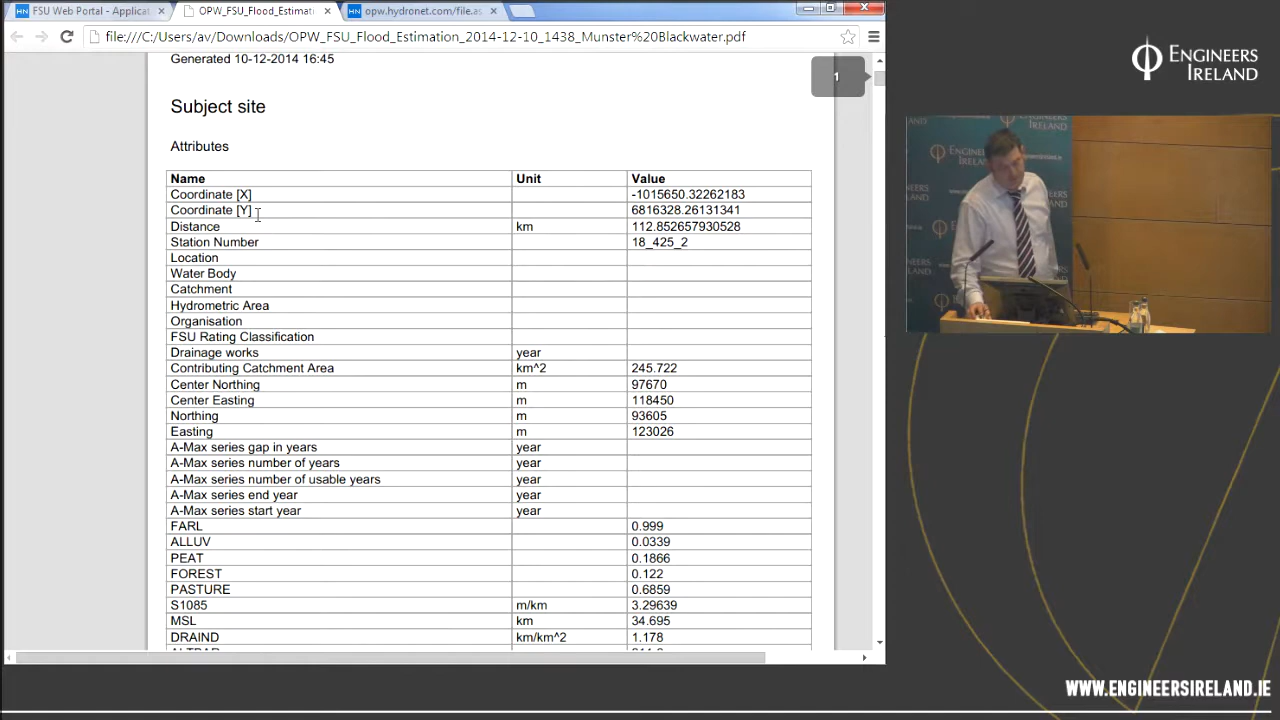 FSU Web Portal - Applicat
OPW_FSU_Flood_Estimat
opw.hydronet.com/file.as
file:///C:/Users/av/Downloads/OPW_FSU_Flood_Estimation_2014-12-10_1438_Munster%20Blackwater.pdf
Generated 10-12-2014 16:45
1
Subject site
Attributes
Name Unit Value
Coordinate [X] -1015650.32262183
Coordinate [Y] 6816328.26131341
Distance km 112.852657930528
Station Number 18_425_2
Location
Water Body
Catchment
Hydrometric Area
Organisation
FSU Rating Classification
Drainage works year
Contributing Catchment Area km^2 245.722
Center Northing m 97670
Center Easting m 118450
Northing m 93605
Easting m 123026
A-Max series gap in years year
A-Max series number of years year
A-Max series number of usable years year
A-Max series end year year
A-Max series start year year
FARL 0.999
ALLUV 0.0339
PEAT 0.1866
FOREST 0.122
PASTURE 0.6859
S1085 m/km 3.29639
MSL km 34.695
DRAIND km/km^2 1.178
ENGINEERS
IRELAND
ENGINEERS
IRELAND
WWW.ENGINEERSIRELAND.IE